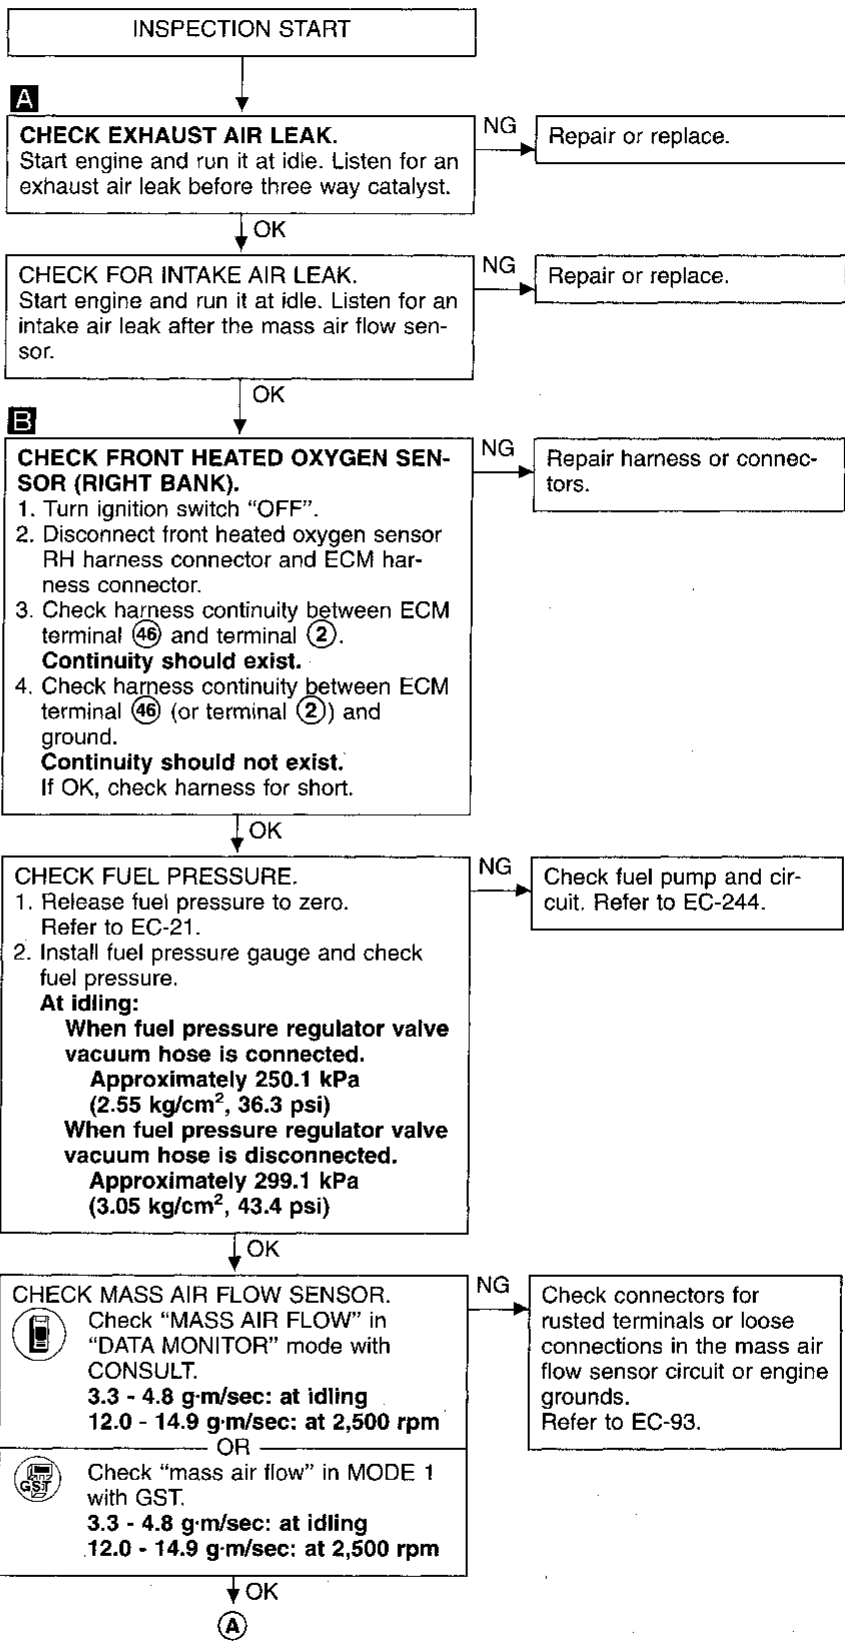 INSPECTION START
A
CHECK EXHAUST AIR LEAK.
Start engine and run it at idle. Listen for an
exhaust air leak before three way catalyst.
NG
Repair or replace.
OK
CHECK FOR INTAKE AIR LEAK.
Start engine and run it at idle. Listen for an
intake air leak after the mass air flow sen-
sor.
NG
Repair or replace.
OK
B
CHECK FRONT HEATED OXYGEN SEN-
SOR (RIGHT BANK).
1. Turn ignition switch “OFF”.
2. Disconnect front heated oxygen sensor
RH harness connector and ECM har-
ness connector.
3. Check harness continuity between ECM
terminal 46 and terminal 2.
Continuity should exist.
4. Check harness continuity between ECM
terminal 46 (or terminal 2) and
ground.
Continuity should not exist.
If OK, check harness for short.
NG
Repair harness or connec-
tors.
OK
CHECK FUEL PRESSURE.
1. Release fuel pressure to zero.
Refer to EC-21.
2. Install fuel pressure gauge and check
fuel pressure.
At idling:
When fuel pressure regulator valve
vacuum hose is connected.
Approximately 250.1 kPa
(2.55 kg/cm², 36.3 psi)
When fuel pressure regulator valve
vacuum hose is disconnected.
Approximately 299.1 kPa
(3.05 kg/cm², 43.4 psi)
NG
Check fuel pump and cir-
cuit. Refer to EC-244.
OK
CHECK MASS AIR FLOW SENSOR.
Check “MASS AIR FLOW” in
“DATA MONITOR” mode with
CONSULT.
3.3 - 4.8 g·m/sec: at idling
12.0 - 14.9 g·m/sec: at 2,500 rpm
OR
GST
Check “mass air flow” in MODE 1
with GST.
3.3 - 4.8 g·m/sec: at idling
12.0 - 14.9 g·m/sec: at 2,500 rpm
NG
Check connectors for
rusted terminals or loose
connections in the mass air
flow sensor circuit or engine
grounds.
Refer to EC-93.
OK
A